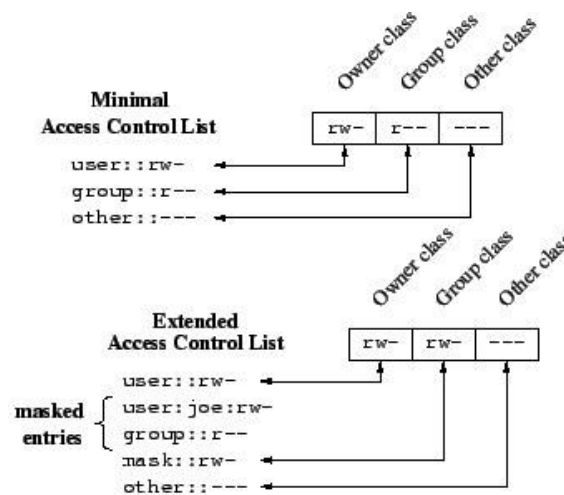 Owner class
Group class
Other class
Minimal
Access Control List
rw-
r--
---
user::rw-
group::r--
other::---
Owner class
Group class
Other class
Extended
Access Control List
rw-
rw-
---
user::rw-
masked
entries
user:joe:rw-
group::r--
mask::rw-
other::---